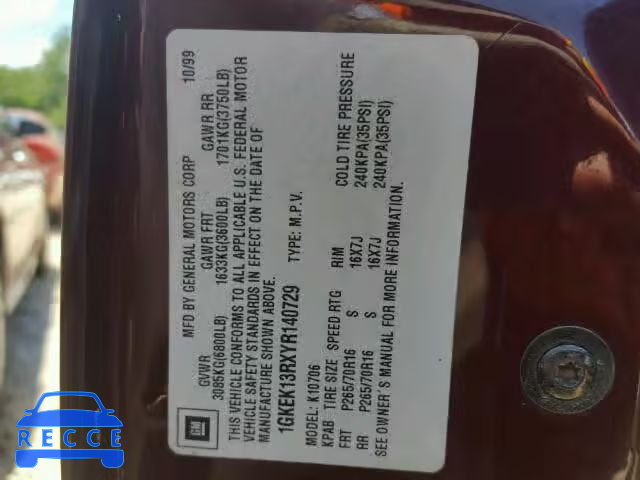 MFD BY GENERAL MOTORS CORP 10/99
GVWR GAWR FRT GAWR RR
3085KG(6800LB) 1633KG(3600LB) 1701KG(3750LB)
THIS VEHICLE CONFORMS TO ALL APPLICABLE U.S. FEDERAL MOTOR
VEHICLE SAFETY STANDARDS IN EFFECT ON THE DATE OF
MANUFACTURE SHOWN ABOVE.
1GKEK13RXYR140729 TYPE: M.P.V.
MODEL: K10706
KPAB TIRE SIZE SPEED RTG RIM COLD TIRE PRESSURE
FRT P265/70R16 S 16X7J 240KPA(35PSI)
RR P265/70R16 S 16X7J 240KPA(35PSI)
SEE OWNER'S MANUAL FOR MORE INFORMATION.
GM
RECCE